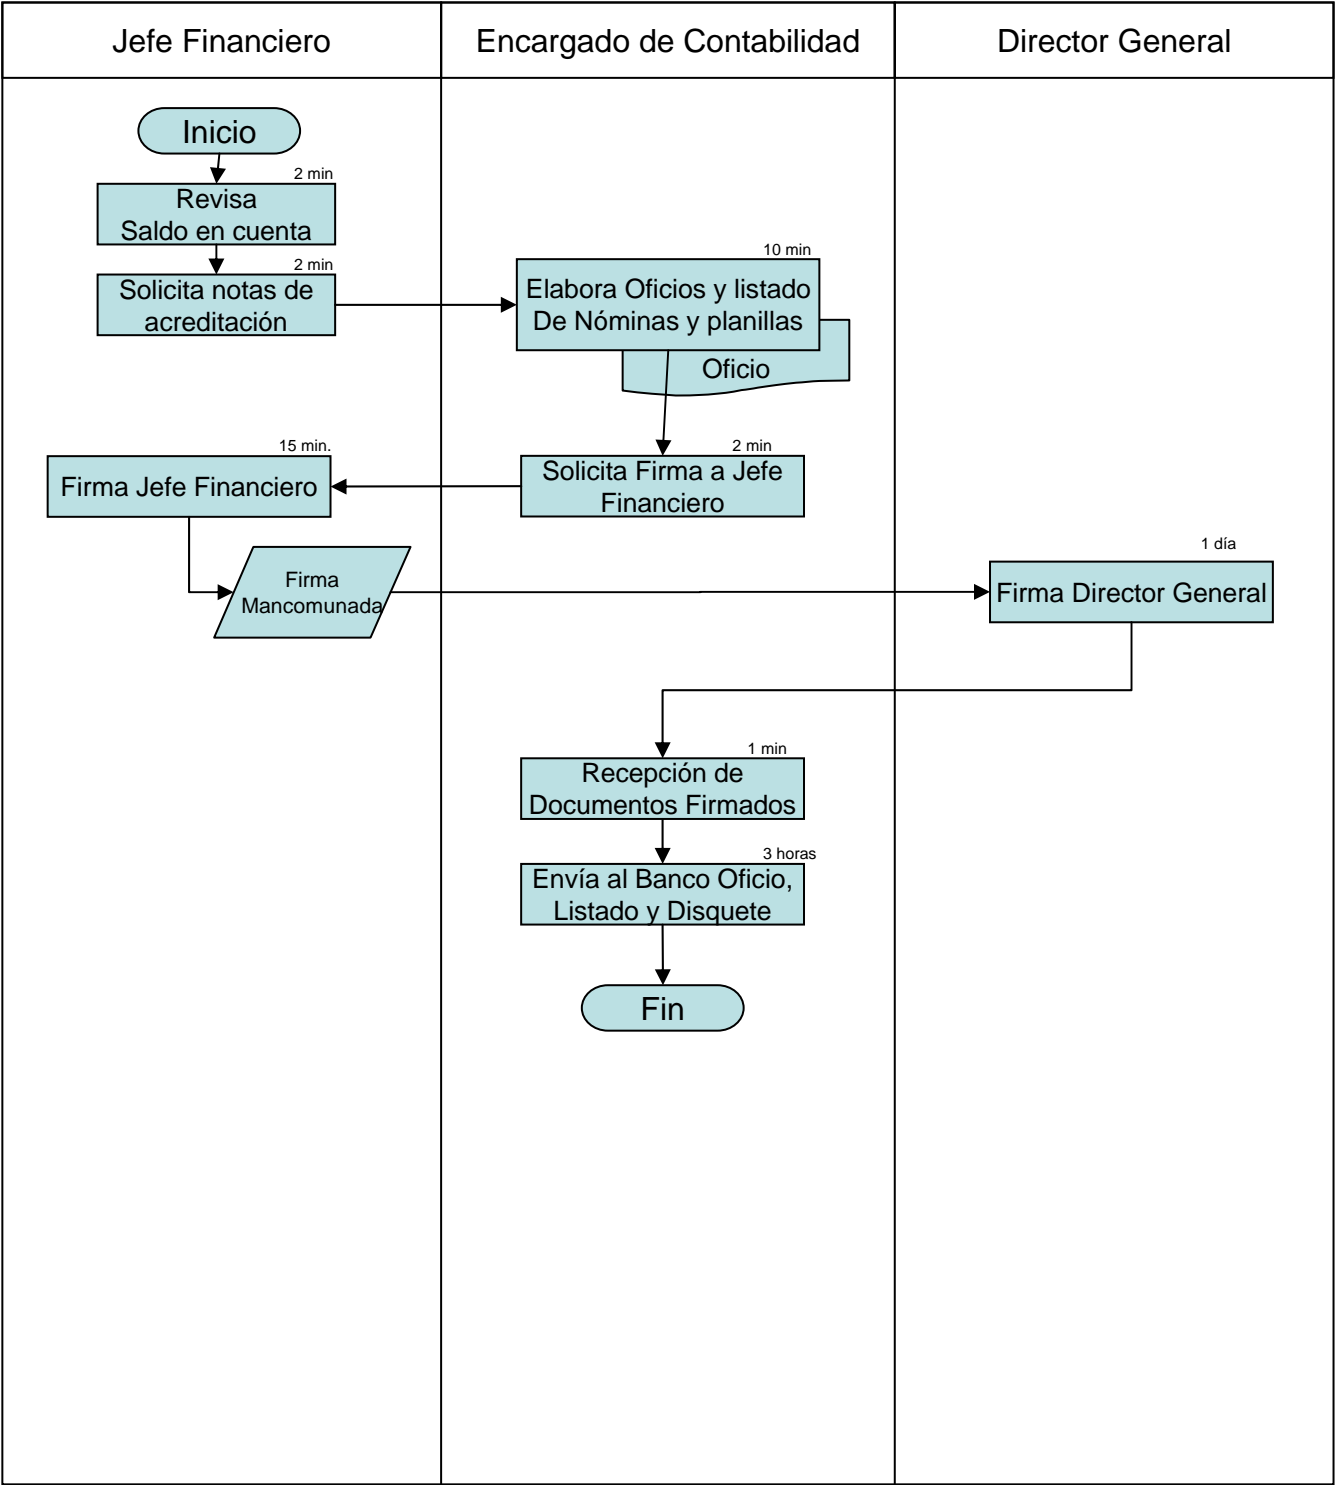 Jefe Financiero
Encargado de Contabilidad
Director General
Inicio
2 min
Revisa
Saldo en cuenta
2 min
Solicita notas de
acreditación
10 min
Elabora Oficios y listado
De Nóminas y planillas
Oficio
2 min
Solicita Firma a Jefe
Financiero
15 min.
Firma Jefe Financiero
Firma
Mancomunada
1 día
Firma Director General
1 min
Recepción de
Documentos Firmados
3 horas
Envía al Banco Oficio,
Listado y Disquete
Fin